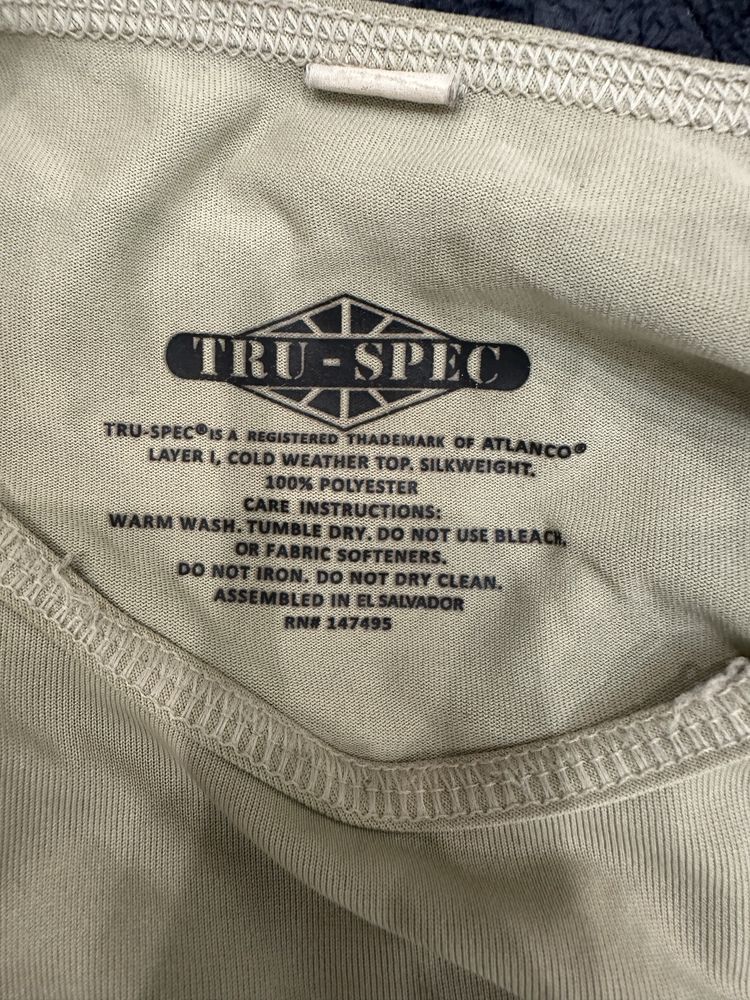 TRU-SPEC
TRU-SPEC® IS A REGISTERED THADEMARK OF ATLANCO®
LAYER I, COLD WEATHER TOP. SILKWEIGHT.
100% POLYESTER
CARE INSTRUCTIONS:
WARM WASH. TUMBLE DRY. DO NOT USE BLEACH,
OR FABRIC SOFTENERS.
DO NOT IRON. DO NOT DRY CLEAN.
ASSEMBLED IN EL SALVADOR
RN# 147495